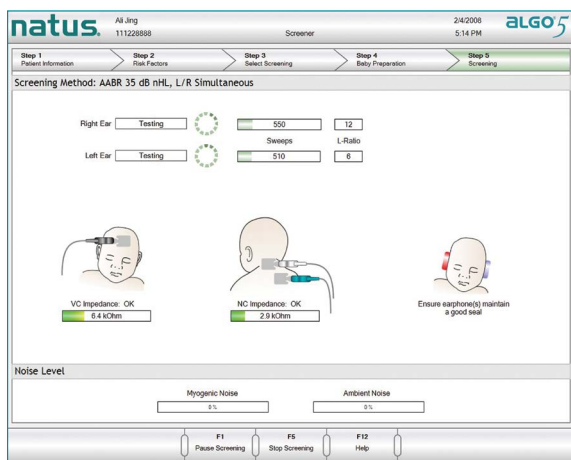 natus. Ali Jing 2/4/2008 ALGO 5
111228888 Screener 5:14 PM
Step 1 Step 2 Step 3 Step 4 Step 5
Patient Information Risk Factors Select Screening Baby Preparation Screening
Screening Method: AABR 35 dB nHL, L/R Simultaneous
Right Ear Testing 550 12
Sweeps L-Ratio
Left Ear Testing 510 6
VC Impedance: OK NC Impedance: OK Ensure earphone(s) maintain
6.4 kOhm 2.9 kOhm a good seal
Noise Level
Myogenic Noise Ambient Noise
0 % 0 %
F1 F5 F12
Pause Screening Stop Screening Help